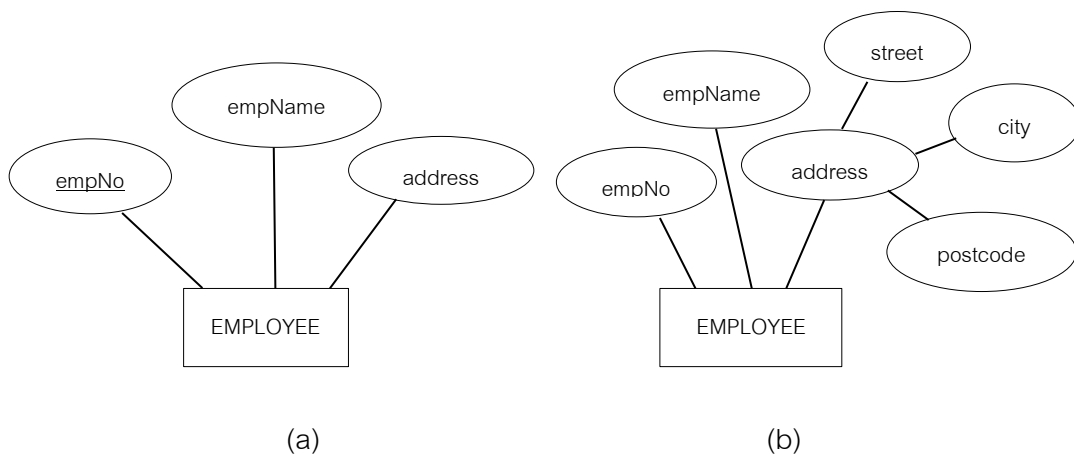 empName
empNo
address
EMPLOYEE
(a)
street
empName
city
address
empNo
postcode
EMPLOYEE
(b)